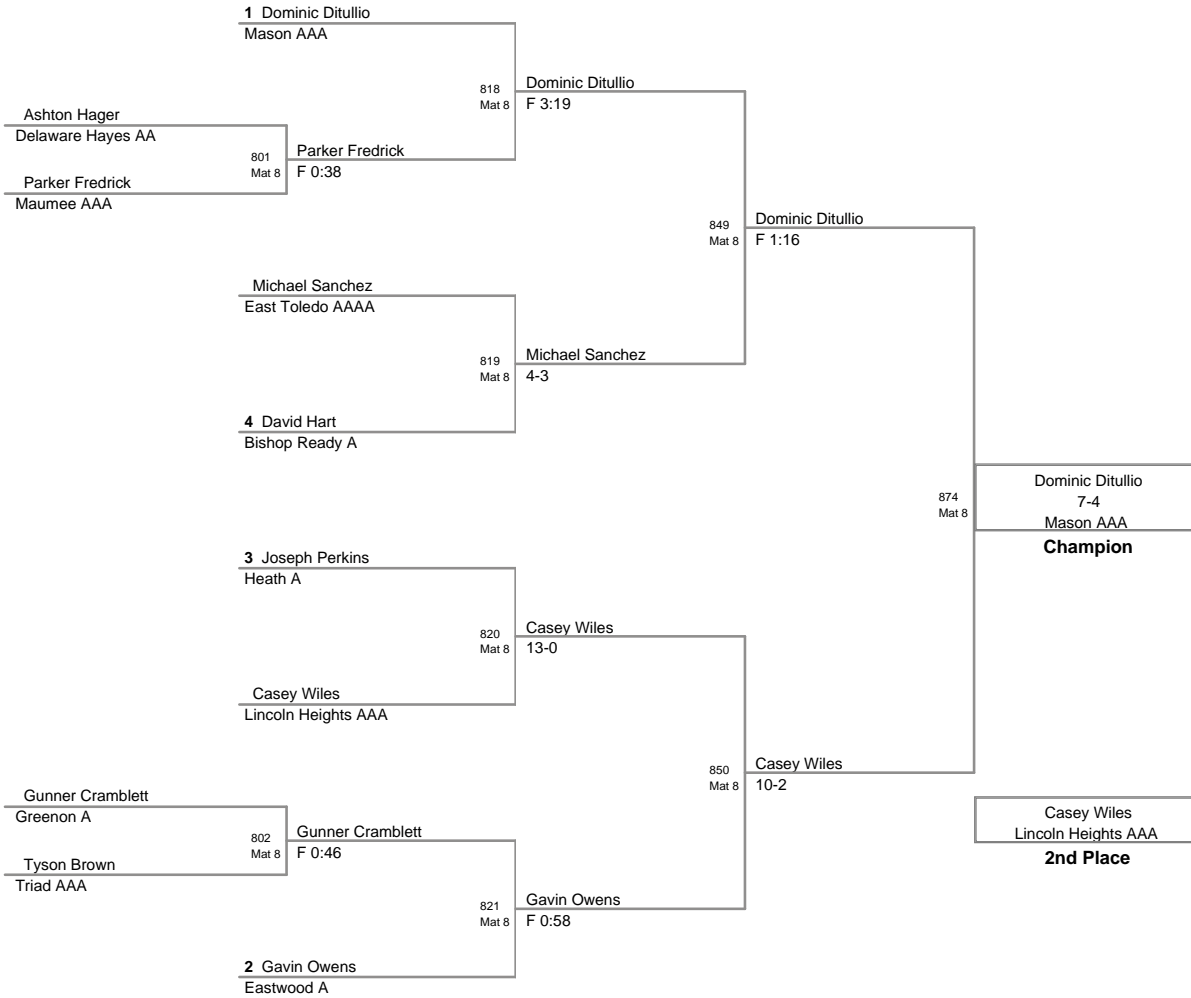 1 Dominic Ditullio
Mason AAA
818
Mat 8
Dominic Ditullio
F 3:19
Ashton Hager
Delaware Hayes AA
801
Mat 8
Parker Fredrick
F 0:38
Parker Fredrick
Maumee AAA
849
Mat 8
Dominic Ditullio
F 1:16
Michael Sanchez
East Toledo AAAA
819
Mat 8
Michael Sanchez
4-3
4 David Hart
Bishop Ready A
874
Mat 8
Dominic Ditullio
7-4
Mason AAA
Champion
3 Joseph Perkins
Heath A
820
Mat 8
Casey Wiles
13-0
Casey Wiles
Lincoln Heights AAA
850
Mat 8
Casey Wiles
10-2
Gunner Cramblett
Greenon A
802
Mat 8
Gunner Cramblett
F 0:46
Tyson Brown
Triad AAA
821
Mat 8
Gavin Owens
F 0:58
2 Gavin Owens
Eastwood A
Casey Wiles
Lincoln Heights AAA
2nd Place